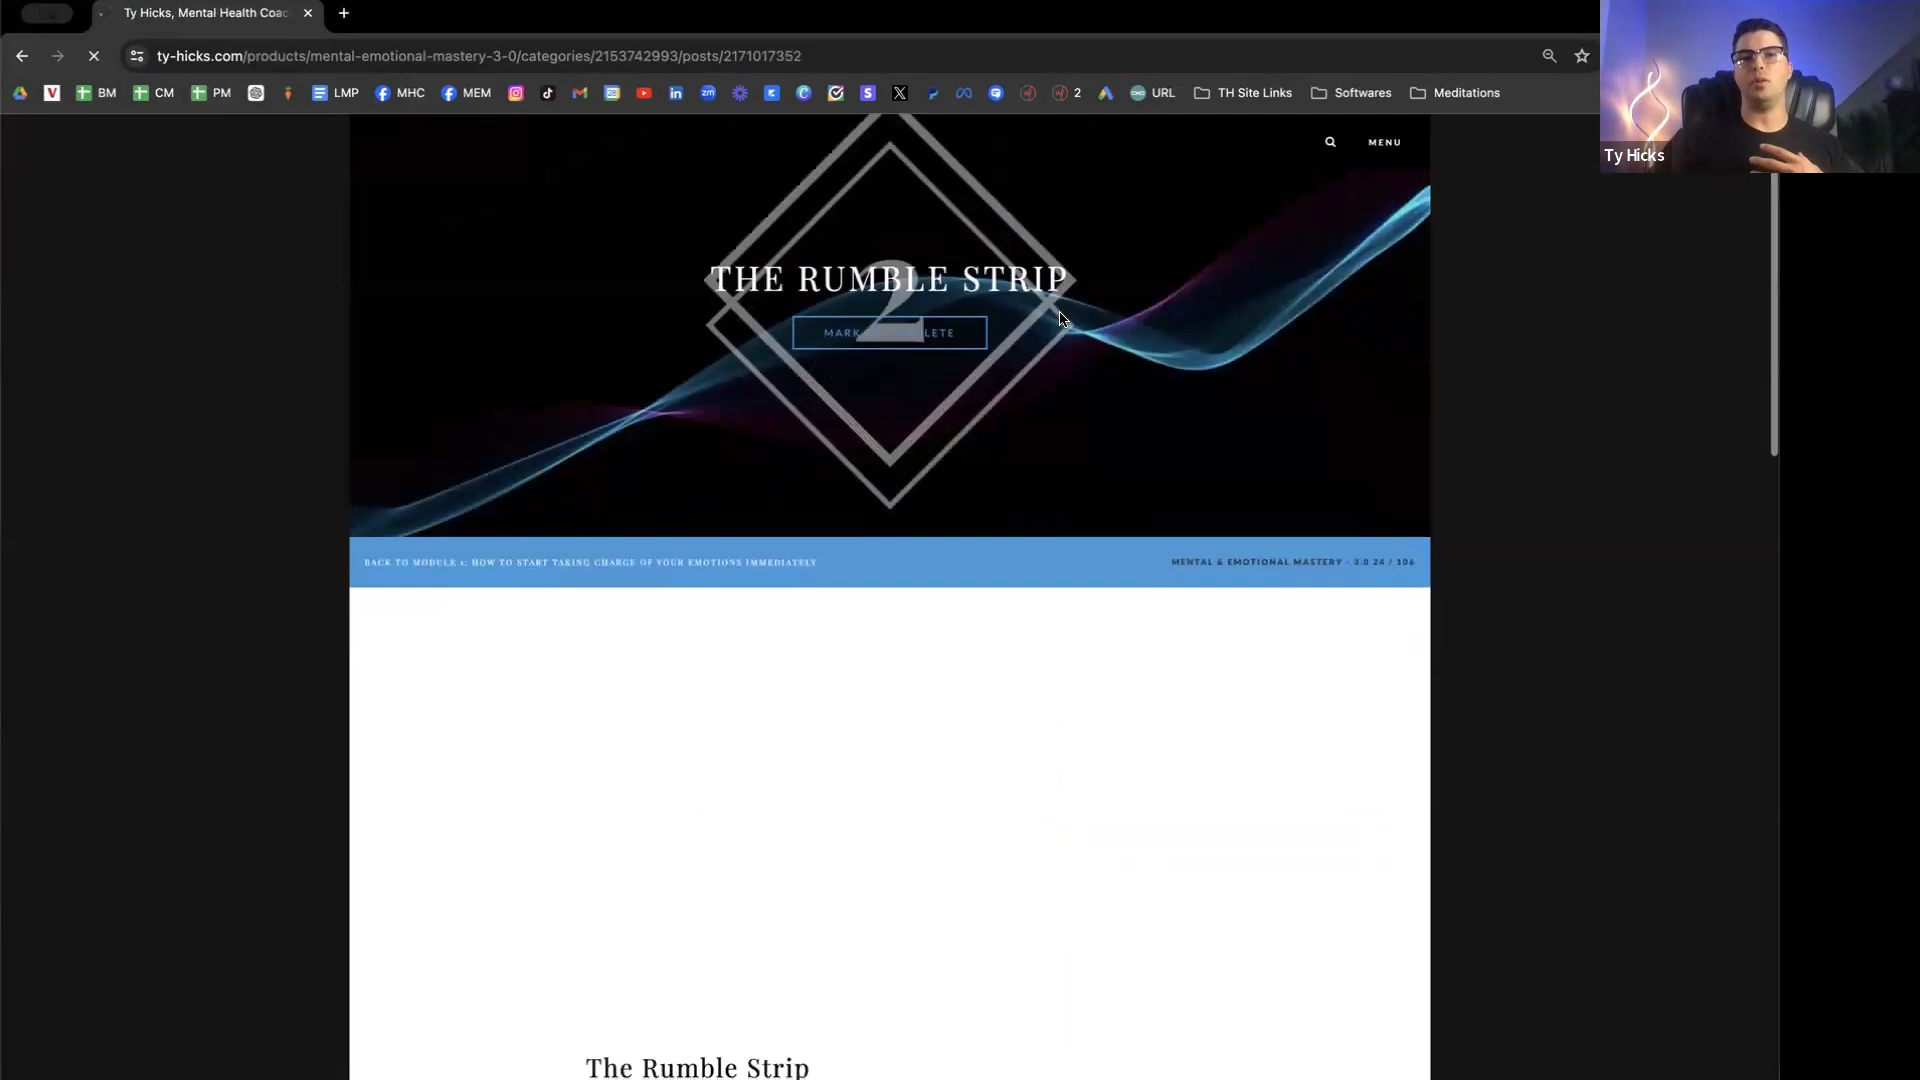 Ty Hicks, Mental Health Coac
ty-hicks.com/products/mental-emotional-mastery-3-0/categories/2153742993/posts/2171017352
BM CM PM LMP MHC MEM 2 URL TH Site Links Softwares Meditations
Ty Hicks
MENU
2
THE RUMBLE STRIP
BACK TO MODULE 2: HOW TO START TAKING CHARGE OF YOUR EMOTIONS IMMEDIATELY
MENTAL & EMOTIONAL MASTERY - 3.0 24 / 106
The Rumble Strip